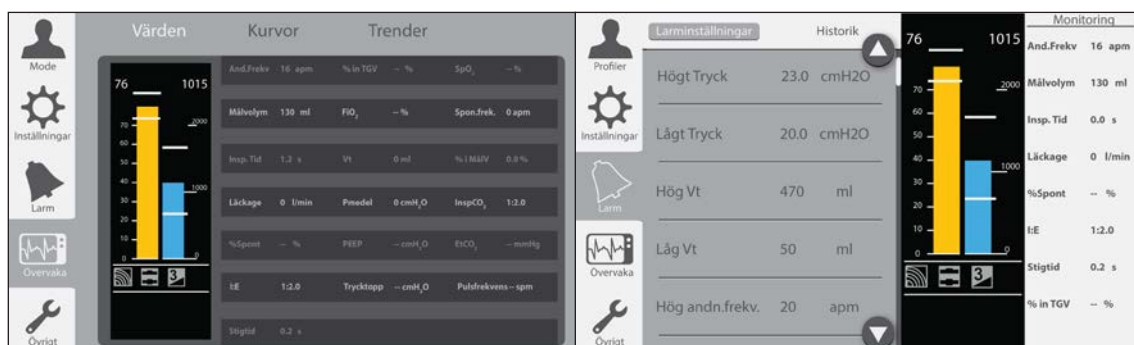 Värden Kurvor Trender
Mode
Inställningar
Larm
Övervaka
Övrigt
76 1015
70
60
50
40
30
20
10
0
2000
1000
0
3
And.Frekv 16 apm % in TGV -- % SpO2 -- %
Målvolym 130 ml FiO2 -- % Spon.frek. 0 apm
Insp. Tid 1.2 s Vt 0 ml % i MålV 0.0 %
Läckage 0 l/min Pmedel 0 cmH2O InspCO2 1:2.0
%Spont -- % PEEP -- cmH2O EtCO2 -- mmHg
I:E 1:2.0 Trycktopp -- cmH2O Pulsfrekvens -- spm
Stigtid 0.2 s
Profiler
Inställningar
Larm
Övervaka
Övrigt
Larminställningar Historik
Högt Tryck 23.0 cmH2O
Lågt Tryck 20.0 cmH2O
Hög Vt 470 ml
Låg Vt 50 ml
Hög andn.frekv. 20 apm
76 1015
70
60
50
40
30
20
10
0
2000
1000
0
3
Monitoring
And.Frekv 16 apm
Målvolym 130 ml
Insp. Tid 0.0 s
Läckage 0 l/min
%Spont -- %
I:E 1:2.0
Stigtid 0.2 s
% in TGV -- %